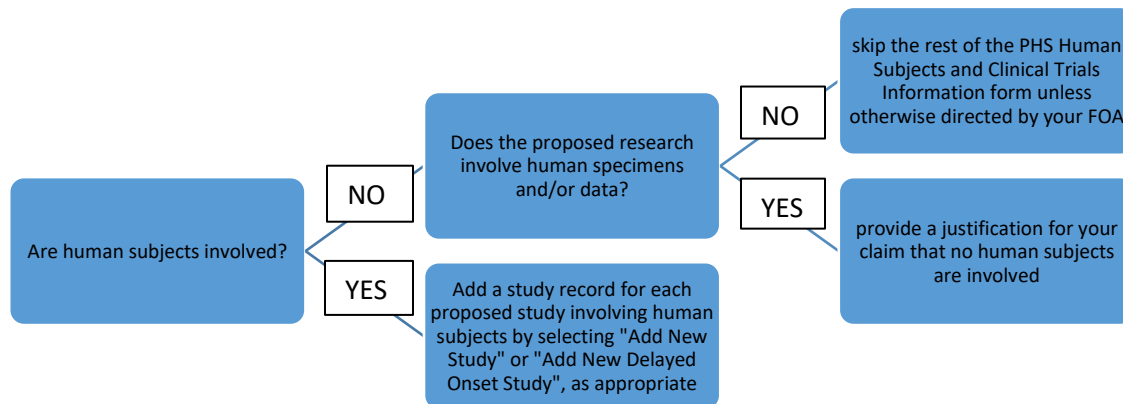 Are human subjects involved?
NO
YES
Does the proposed research
involve human specimens
and/or data?
Add a study record for each
proposed study involving human
subjects by selecting "Add New
Study" or "Add New Delayed
Onset Study", as appropriate
NO
YES
skip the rest of the PHS Human
Subjects and Clinical Trials
Information form unless
otherwise directed by your FOA
provide a justification for your
claim that no human subjects
are involved